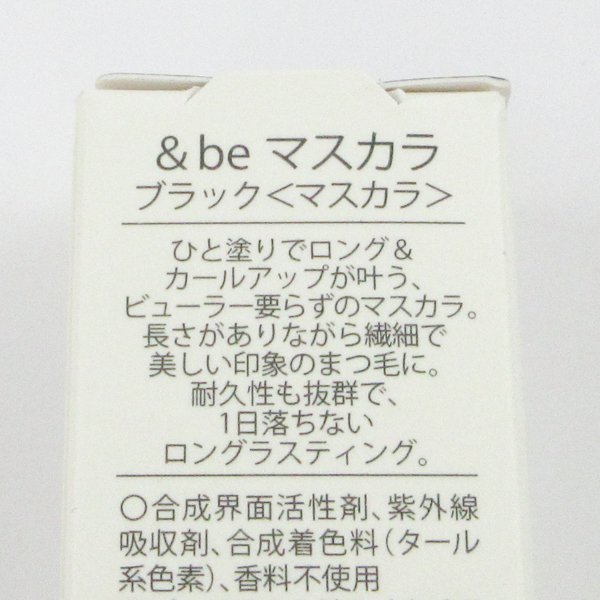 &be マスカラ
ブラック<マスカラ>
ひと塗りでロング&
カールアップが叶う、
ビューラー要らずのマスカラ。
長さがありながら繊細で
美しい印象のまつ毛に。
耐久性も抜群で、
1日落ちない
ロングラスティング。
○合成界面活性剤、紫外線
吸収剤、合成着色料(タール
系色素)、香料不使用